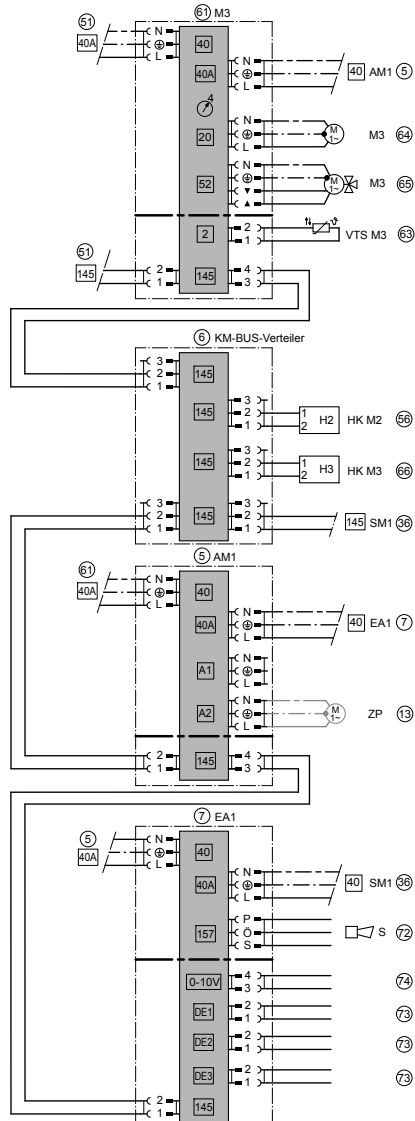 61 M3
51
40A
N
L
40
40A
N
L
40 AM1 5
4
20
N
L
M
1~
M3 64
52
N
▼
▲
M
1~
M3 65
2
2
1
ϑ
VTS M3 63
51
145
2
1
145
4
3
6 KM-BUS-Verteiler
3
2
1
145
145
3
2
1
1
2
H2
HK M2 56
145
3
2
1
1
2
H3
HK M3 66
3
2
1
145
3
2
1
145 SM1 36
5 AM1
61
40A
N
L
40
40A
N
L
40 EA1 7
A1
N
L
A2
N
L
M
1~
ZP 13
2
1
145
4
3
7 EA1
5
40A
N
L
40
40A
N
L
40 SM1 36
157
P
Ö
S
S 72
0-10V
4
3
74
DE1
2
1
73
DE2
2
1
73
DE3
2
1
73
2
1
145